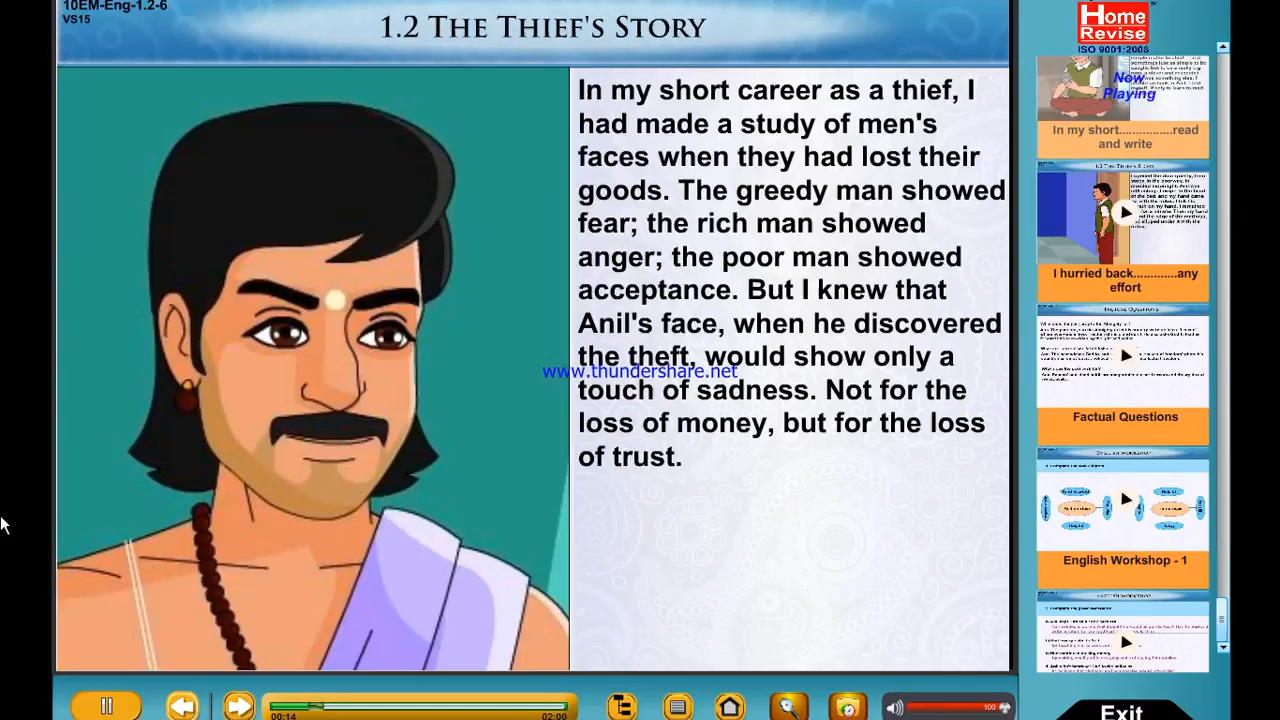 10EM-Eng-1.2-6
VS15
1.2 The Thief's Story
In my short career as a thief, I
had made a study of men's
faces when they had lost their
goods. The greedy man showed
fear; the rich man showed
anger; the poor man showed
acceptance. But I knew that
Anil's face, when he discovered
the theft, would show only a
touch of sadness. Not for the
loss of money, but for the loss
of trust.
www.thundershare.net
Home
Revise
ISO 9001:2008
Now
Playing
In my short...............read
and write
I hurried back............any
effort
Factual Questions
English Workshop - 1
00:14
02:00
100
Exit